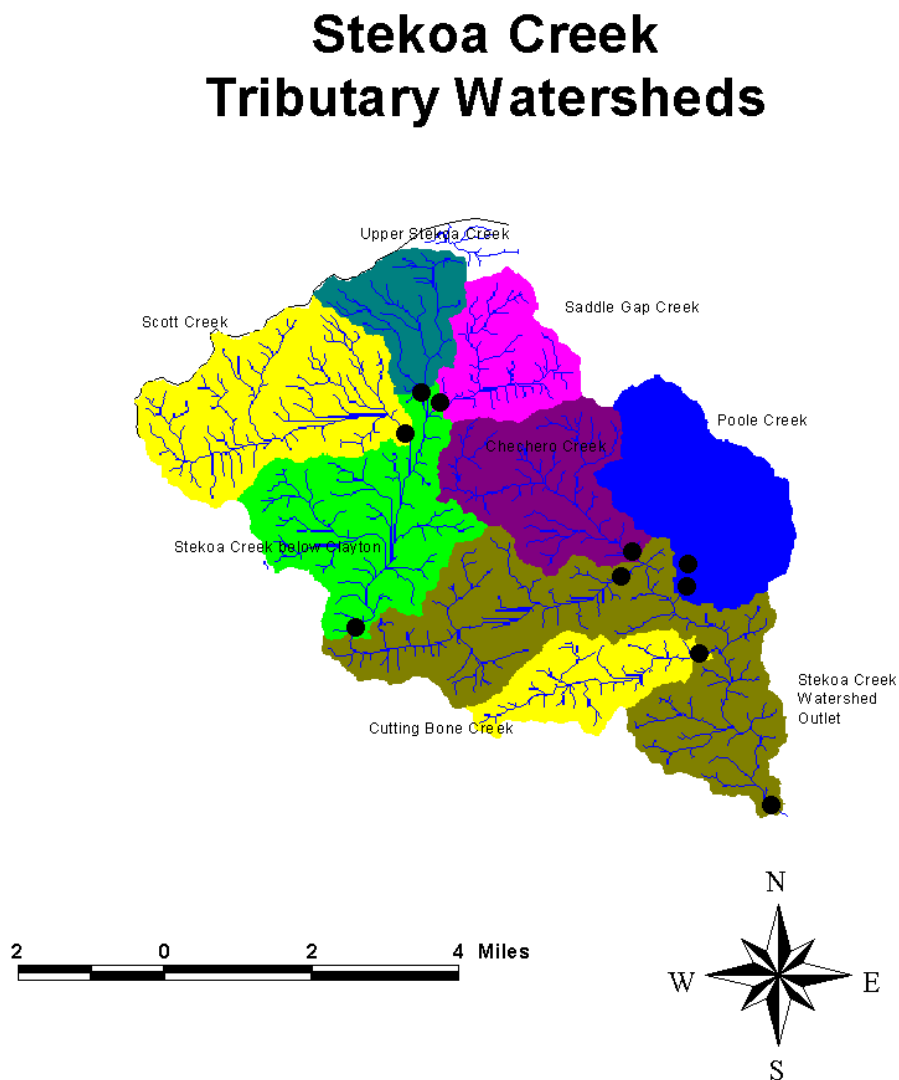 Stekoa Creek
Tributary Watersheds
Upper Stekoa Creek
Saddle Gap Creek
Scott Creek
Poole Creek
Chechero Creek
Stekoa Creek below Clayton
Stekoa Creek
Watershed
Outlet
Cutting Bone Creek
2 0 2 4 Miles
N
W E
S